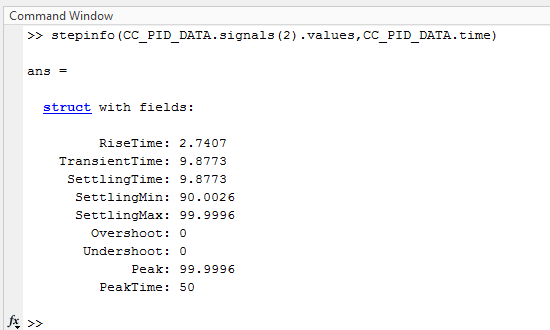 Command Window
>> stepinfo(CC_PID_DATA.signals(2).values,CC_PID_DATA.time)
ans =
struct with fields:
RiseTime: 2.7407
TransientTime: 9.8773
SettlingTime: 9.8773
SettlingMin: 90.0026
SettlingMax: 99.9996
Overshoot: 0
Undershoot: 0
Peak: 99.9996
PeakTime: 50
fx >>